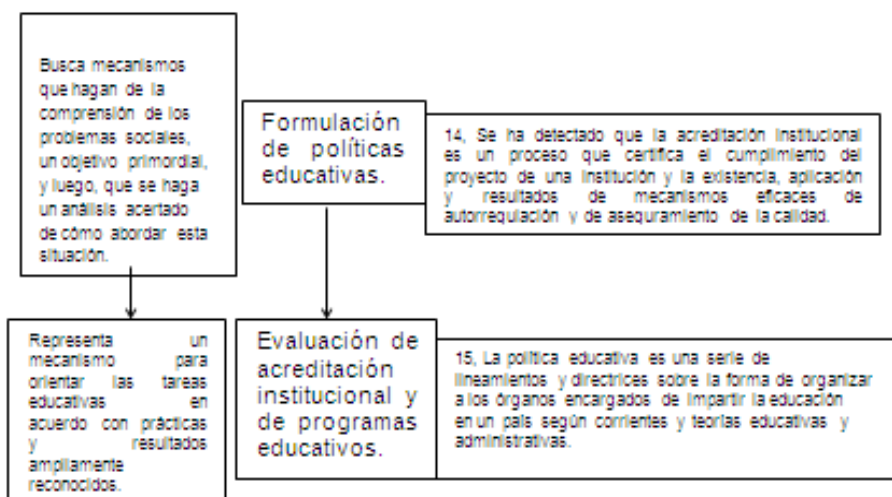 Busca mecanismos
que hagan de la
comprensión de los
problemas sociales,
un objetivo primordial,
y luego, que se haga
un análisis acertado
de cómo abordar esta
situación.
Formulación
de políticas
educativas.
14, Se ha detectado que la acreditación institucional
es un proceso que certifica el cumplimiento del
proyecto de una institución y la existencia, aplicación
y resultados de mecanismos eficaces de
autorregulación y de aseguramiento de la calidad.
Representa un
mecanismo para
orientar las tareas
educativas en
acuerdo con prácticas
y resultados
ampliamente
reconocidos.
Evaluación de
acreditación
institucional y
de programas
educativos.
15, La política educativa es una serie de
lineamientos y directrices sobre la forma de organizar
a los órganos encargados de impartir la educación
en un país según corrientes y teorías educativas y
administrativas.